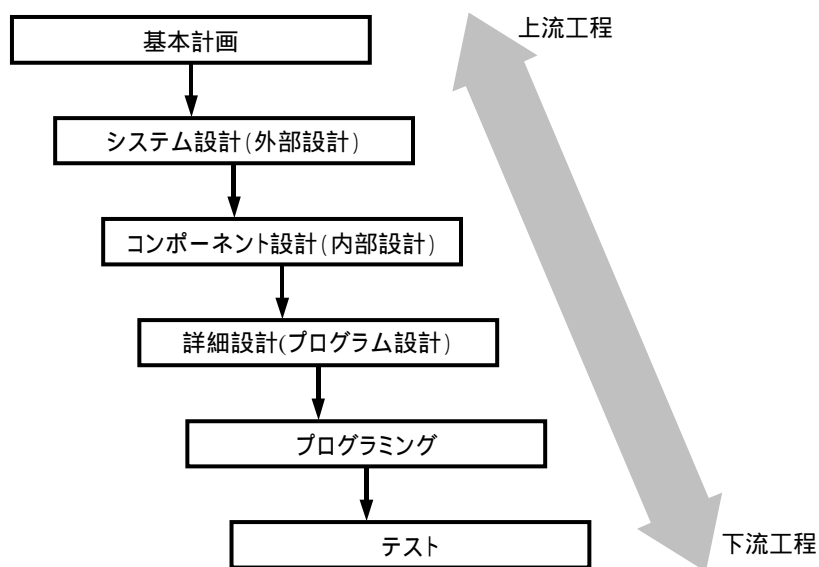 上流工程
基本計画
システム設計(外部設計)
コンポーネント設計(内部設計)
詳細設計(プログラム設計)
プログラミング
テスト
下流工程